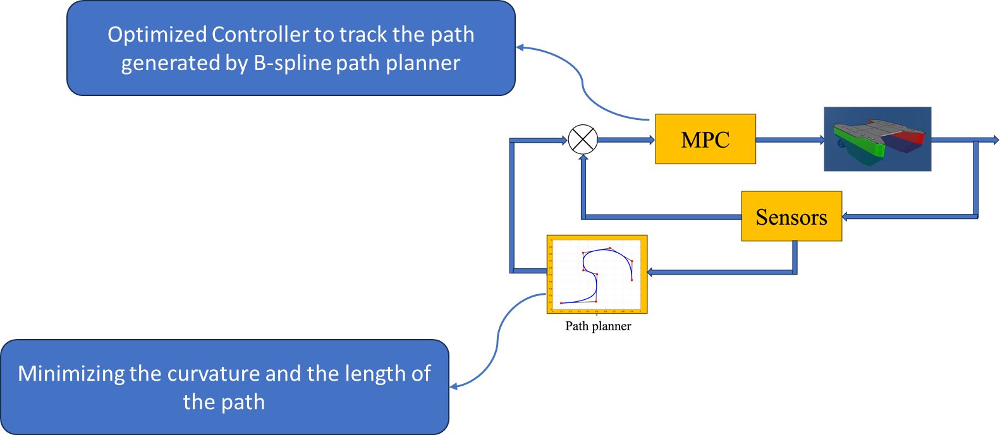 Optimized Controller to track the path
generated by B-spline path planner
MPC
Sensors
Path planner
Minimizing the curvature and the length of
the path